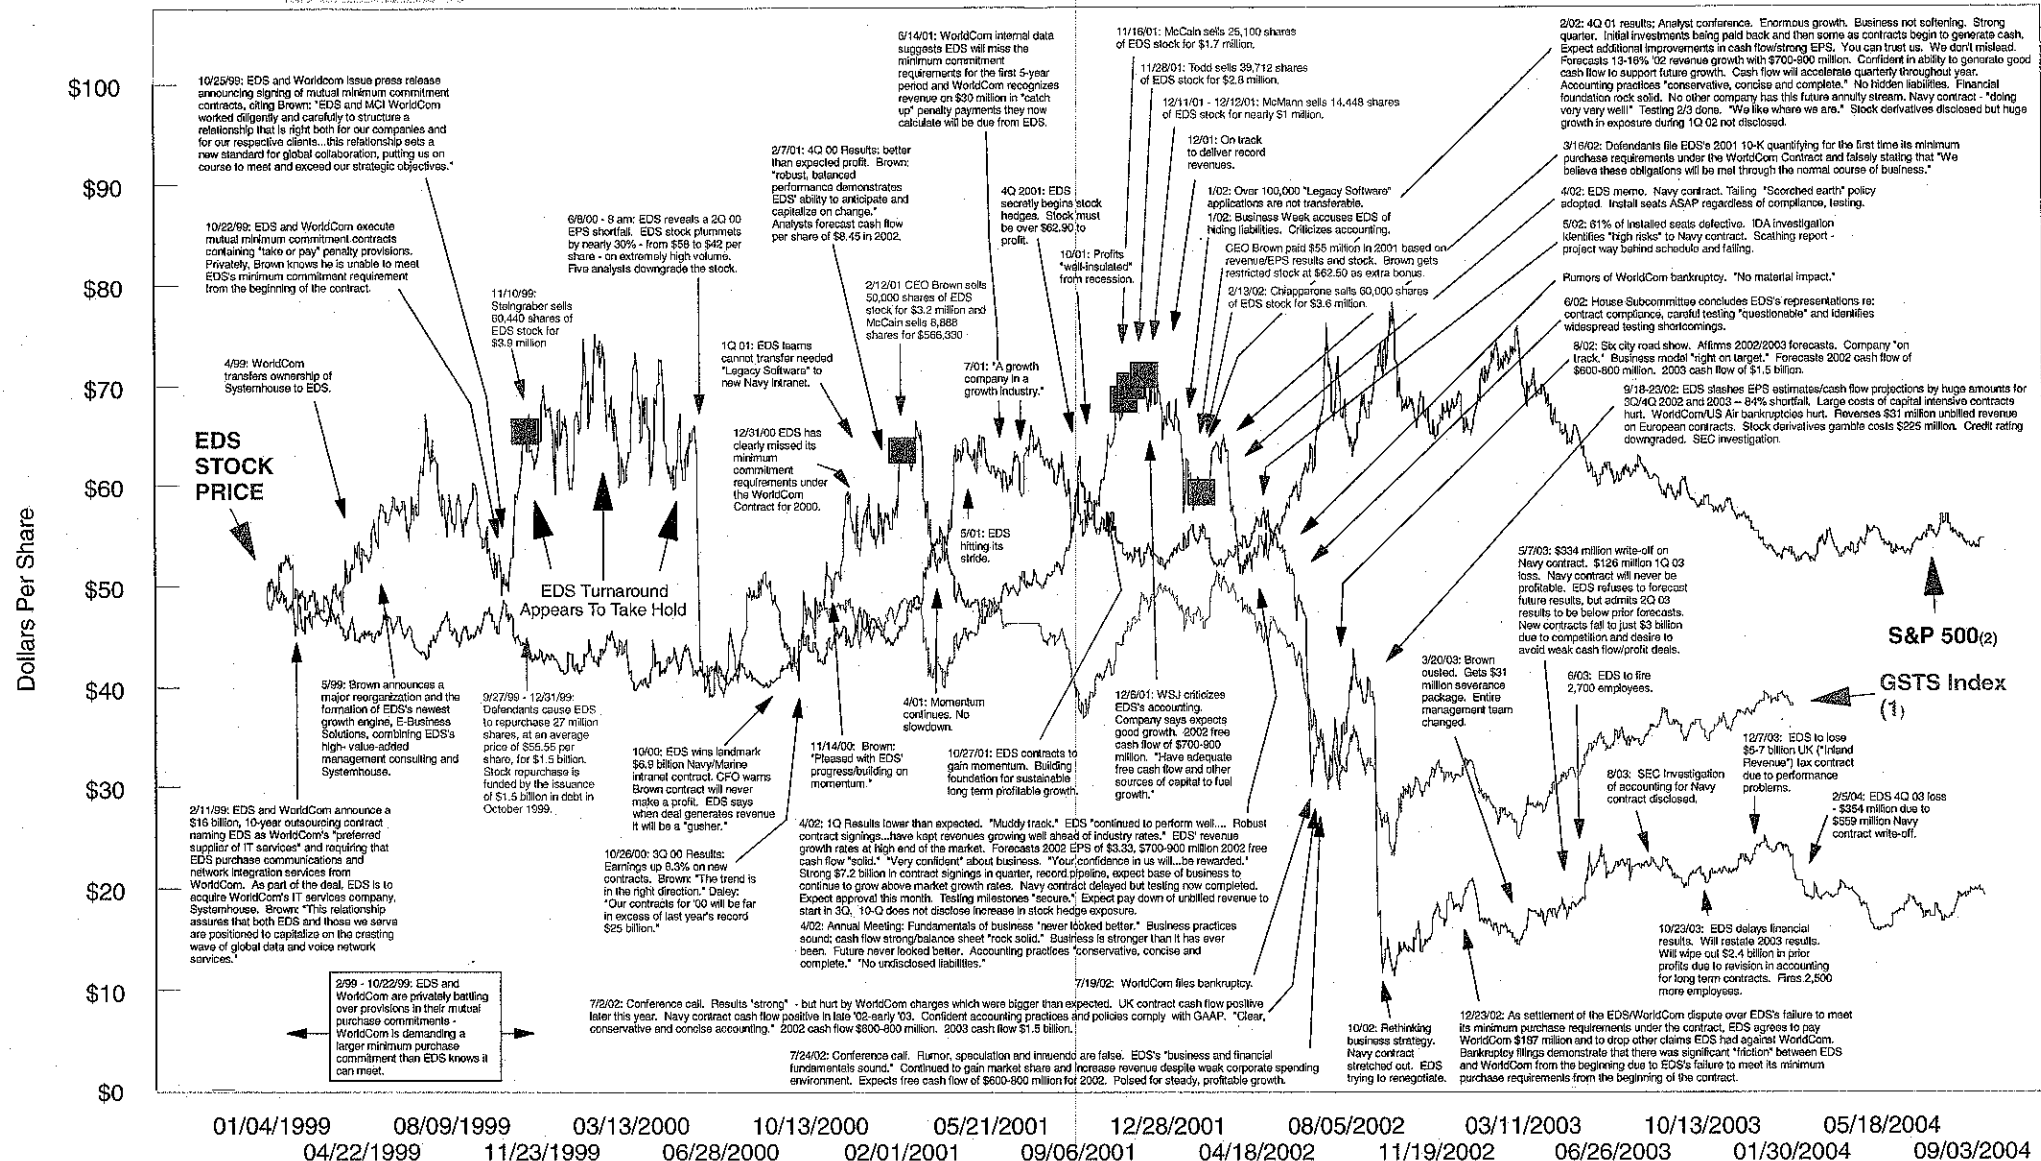 10/25/99: EDS and Worldcom issue press release
announcing signing of mutual minimum commitment
contracts, citing Brown: "EDS and MCI WorldCom
worked diligently and carefully to structure a
relationship that is right both for our companies and
for our respective clients...this relationship sets a
new standard for global collaboration, putting us on
course to meet and exceed our strategic objectives."
10/22/99: EDS and WorldCom execute
mutual minimum commitment contracts
containing "take or pay" penalty provisions.
Privately, Brown knows he is unable to meet
EDS's minimum commitment requirement
from the beginning of the contract.
4/99: WorldCom
transfers ownership of
Systemhouse to EDS.
11/10/99:
Steingraber sells
60,440 shares of
EDS stock for
$3.9 million
6/8/00 - 8 am: EDS reveals a 2Q 00
EPS shortfall. EDS stock plummets
by nearly 30% - from $58 to $42 per
share - on extremely high volume.
Five analysts downgrade the stock.
2/7/01: 4Q 00 Results: better
than expected profit. Brown:
"robust, balanced
performance demonstrates
EDS' ability to anticipate and
capitalize on change."
Analysts forecast cash flow
per share of $8.45 in 2002.
2/12/01 CEO Brown sells
50,000 shares of EDS
stock for $3.2 million and
McCain sells 8,888
shares for $566,330
1Q 01: EDS learns
cannot transfer needed
"Legacy Software" to
new Navy Intranet.
12/31/00 EDS has
clearly missed its
minimum
commitment
requirements under
the WorldCom
Contract for 2000.
6/14/01: WorldCom internal data
suggests EDS will miss the
minimum commitment
requirements for the first 5-year
period and WorldCom recognizes
revenue on $30 million in "catch
up" penalty payments they now
calculate will be due from EDS.
4Q 2001: EDS
secretly begins stock
hedges. Stock must
be over $62.90 to
profit.
10/01: Profits
"well-insulated"
from recession.
7/01: "A growth
company in a
growth industry."
5/01: EDS
hitting its
stride.
11/16/01: McCain sells 25,100 shares
of EDS stock for $1.7 million.
11/28/01: Todd sells 39,712 shares
of EDS stock for $2.8 million.
12/11/01 - 12/12/01: McMann sells 14,448 shares
of EDS stock for nearly $1 million.
12/01: On track
to deliver record
revenues.
1/02: Over 100,000 "Legacy Software"
applications are not transferable.
1/02: Business Week accuses EDS of
hiding liabilities. Criticizes accounting.
CEO Brown paid $55 million in 2001 based on
revenue/EPS results and stock. Brown gets
restricted stock at $62.50 as extra bonus.
2/13/02: Chiapparone sells 60,000 shares
of EDS stock for $3.6 million.
2/02: 4Q 01 results; Analyst conference. Enormous growth. Business not softening. Strong
quarter. Initial investments being paid back and then some as contracts begin to generate cash.
Expect additional improvements in cash flow/strong EPS. You can trust us. We don't mislead.
Forecasts 13-16% '02 revenue growth with $700-900 million. Confident in ability to generate good
cash flow to support future growth. Cash flow will accelerate quarterly throughout year.
Accounting practices "conservative, concise and complete." No hidden liabilities. Financial
foundation rock solid. No other company has this future annuity stream. Navy contract - "doing
very very well!" Testing 2/3 done. "We like where we are." Stock derivatives disclosed but huge
growth in exposure during 1Q 02 not disclosed.
3/16/02: Defendants file EDS's 2001 10-K quantifying for the first time its minimum
purchase requirements under the WorldCom Contract and falsely stating that "We
believe these obligations will be met through the normal course of business."
4/02: EDS memo. Navy contract. Tailing "Scorched earth" policy
adopted. Install seats ASAP regardless of compliance, testing.
5/02: 61% of installed seats defective. IDA investigation
identifies "high risks" to Navy contract. Scathing report -
project way behind schedule and failing.
Rumors of WorldCom bankruptcy. "No material impact."
6/02: House Subcommittee concludes EDS's representations re:
contract compliance, careful testing "questionable" and identifies
widespread testing shortcomings.
8/02: Six city road show. Affirms 2002/2003 forecasts. Company "on
track." Business model "right on target." Forecasts 2002 cash flow of
$600-800 million. 2003 cash flow of $1.5 billion.
9/18-23/02: EDS slashes EPS estimates/cash flow projections by huge amounts for
3Q/4Q 2002 and 2003 -- 84% shortfall. Large costs of capital intensive contracts
hurt. WorldCom/US Air bankruptcies hurt. Reverses $31 million unbilled revenue
on European contracts. Stock derivatives gamble costs $225 million. Credit rating
downgraded. SEC investigation.
EDS
STOCK
PRICE
EDS Turnaround
Appears To Take Hold
S&P 500(2)
GSTS Index
(1)
5/99: Brown announces a
major reorganization and the
formation of EDS's newest
growth engine, E-Business
Solutions, combining EDS's
high-value-added
management consulting and
Systemhouse.
9/27/99 - 12/31/99:
Defendants cause EDS
to repurchase 27 million
shares, at an average
price of $55.55 per
share, for $1.5 billion.
Stock repurchase is
funded by the issuance
of $1.5 billion in debt in
October 1999.
2/11/99: EDS and WorldCom announce a
$16 billion, 10-year outsourcing contract
naming EDS as WorldCom's "preferred
supplier of IT services" and requiring that
EDS purchase communications and
network integration services from
WorldCom. As part of the deal, EDS is to
acquire WorldCom's IT services company,
Systemhouse. Brown: "This relationship
assures that both EDS and those we serve
are positioned to capitalize on the cresting
wave of global data and voice network
services."
2/99 - 10/22/99: EDS and
WorldCom are privately battling
over provisions in their mutual
purchase commitments -
WorldCom is demanding a
larger minimum purchase
commitment than EDS knows it
can meet.
10/00: EDS wins landmark
$6.9 billion Navy/Marine
intranet contract. CFO warns
Brown contract will never
make a profit. EDS says
when deal generates revenue
it will be a "gusher."
10/26/00: 3Q 00 Results:
Earnings up 8.3% on new
contracts. Brown: "The trend is
in the right direction." Daley:
"Our contracts for '00 will be far
in excess of last year's record
$25 billion."
11/14/00: Brown:
"Pleased with EDS'
progress/building on
momentum."
4/01: Momentum
continues. No
slowdown.
10/27/01: EDS contracts to
gain momentum. Building
foundation for sustainable
long term profitable growth.
12/6/01: WSJ criticizes
EDS's accounting.
Company says expects
good growth. 2002 free
cash flow of $700-900
million. "Have adequate
free cash flow and other
sources of capital to fuel
growth."
4/02: 1Q Results lower than expected. "Muddy track." EDS "continued to perform well.... Robust
contract signings...have kept revenues growing well ahead of industry rates." EDS' revenue
growth rates at high end of the market. Forecasts 2002 EPS of $3.33, $700-900 million 2002 free
cash flow "solid." "Very confident" about business. "Your confidence in us will...be rewarded."
Strong $7.2 billion in contract signings in quarter, record pipeline, expect base of business to
continue to grow above market growth rates. Navy contract delayed but testing now completed.
Expect approval this month. Testing milestones "secure." Expect pay down of unbilled revenue to
start in 3Q. 10-Q does not disclose increase in stock hedge exposure.
4/02: Annual Meeting: Fundamentals of business "never looked better." Business practices
sound; cash flow strong/balance sheet "rock solid." Business is stronger than it has ever
been. Future never looked better. Accounting practices "conservative, concise and
complete." "No undisclosed liabilities."
7/19/02: WorldCom files bankruptcy.
7/2/02: Conference call. Results "strong" - but hurt by WorldCom charges which were bigger than expected. UK contract cash flow positive
later this year. Navy contract cash flow positive in late '02-early '03. Confident accounting practices and policies comply with GAAP. "Clear,
conservative and concise accounting." 2002 cash flow $600-800 million. 2003 cash flow $1.5 billion.
7/24/02: Conference call. Rumor, speculation and innuendo are false. EDS's "business and financial
fundamentals sound." Continued to gain market share and increase revenue despite weak corporate spending
environment. Expects free cash flow of $600-800 million for 2002. Poised for steady, profitable growth.
10/02: Rethinking
business strategy.
Navy contract
stretched out. EDS
trying to renegotiate.
12/23/02: As settlement of the EDS/WorldCom dispute over EDS's failure to meet
its minimum purchase requirements under the contract, EDS agrees to pay
WorldCom $187 million and to drop other claims EDS had against WorldCom.
Bankruptcy filings demonstrate that there was significant "friction" between EDS
and WorldCom from the beginning due to EDS's failure to meet its minimum
purchase requirements from the beginning of the contract.
3/20/03: Brown
ousted. Gets $31
million severance
package. Entire
management team
changed.
5/7/03: $334 million write-off on
Navy contract. $126 million 1Q 03
loss. Navy contract will never be
profitable. EDS refuses to forecast
future results, but admits 2Q 03
results to be below prior forecasts.
New contracts fall to just $3 billion
due to competition and desire to
avoid weak cash flow/profit deals.
6/03: EDS to fire
2,700 employees.
8/03: SEC Investigation
of accounting for Navy
contract disclosed.
10/23/03: EDS delays financial
results. Will restate 2003 results.
Will wipe out $2.4 billion in prior
profits due to revision in accounting
for long term contracts. Fires 2,500
more employees.
12/7/03: EDS to lose
$5-7 billion UK ("Inland
Revenue") tax contract
due to performance
problems.
2/5/04: EDS 4Q 03 loss
- $354 million due to
$559 million Navy
contract write-off.
Dollars Per Share
$100
$90
$80
$70
$60
$50
$40
$30
$20
$10
$0
01/04/1999
04/22/1999
08/09/1999
11/23/1999
03/13/2000
06/28/2000
10/13/2000
02/01/2001
05/21/2001
09/06/2001
12/28/2001
04/18/2002
08/05/2002
11/19/2002
03/11/2003
06/26/2003
10/13/2003
01/30/2004
05/18/2004
09/03/2004